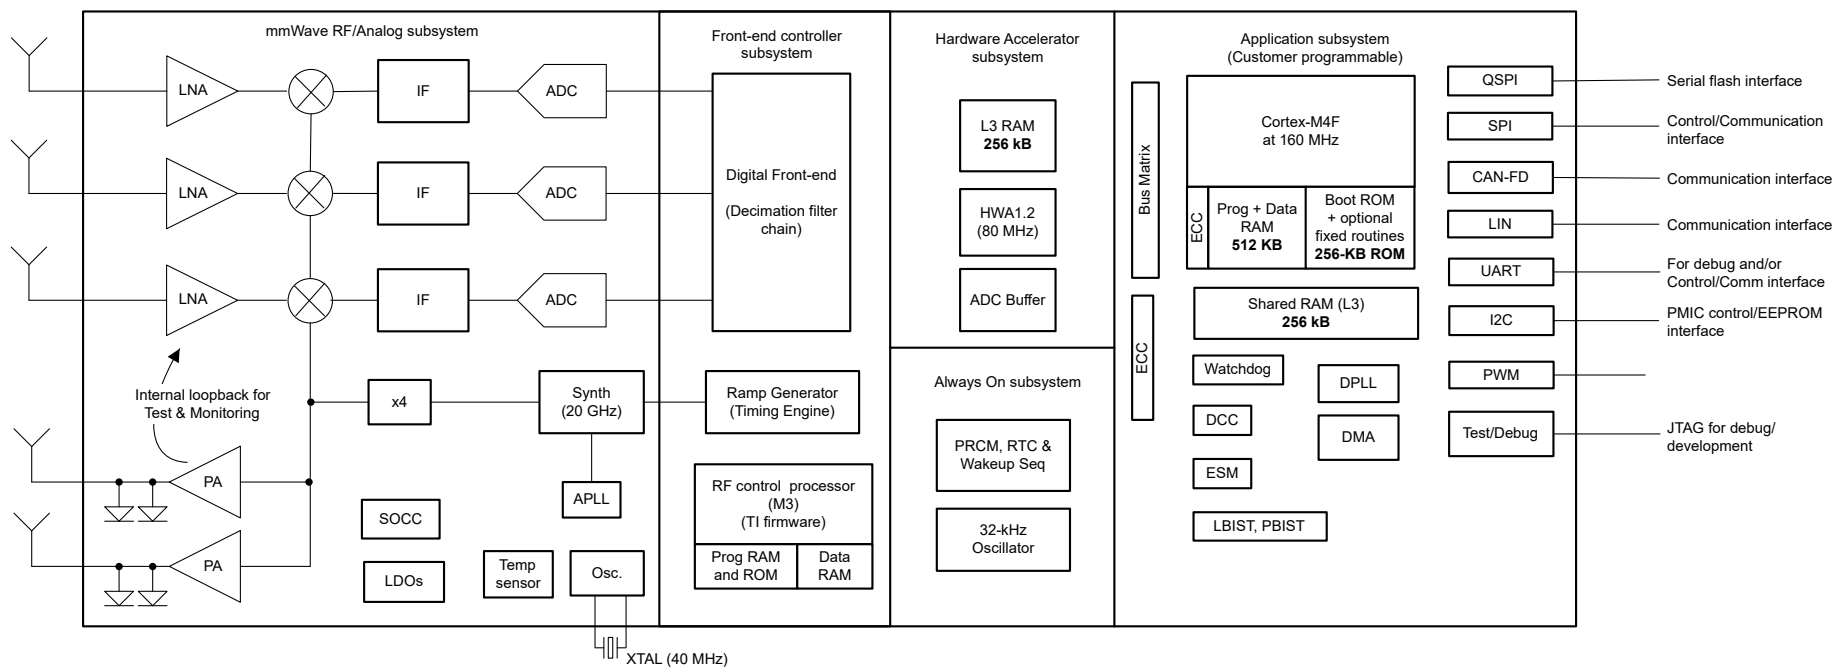 mmWave RF/Analog subsystem
LNA
IF
ADC
LNA
IF
ADC
LNA
IF
ADC
Internal loopback for
Test & Monitoring
x4
Synth
(20 GHz)
PA
APLL
SOCC
PA
LDOs
Temp
sensor
Osc.
XTAL (40 MHz)
Front-end controller
subsystem
Digital Front-end
(Decimation filter
chain)
Ramp Generator
(Timing Engine)
RF control processor
(M3)
(TI firmware)
Prog RAM
and ROM
Data
RAM
Hardware Accelerator
subsystem
L3 RAM
256 kB
HWA1.2
(80 MHz)
ADC Buffer
Always On subsystem
PRCM, RTC &
Wakeup Seq
32-kHz
Oscillator
Application subsystem
(Customer programmable)
Bus Matrix
Cortex-M4F
at 160 MHz
ECC
Prog + Data
RAM
512 KB
Boot ROM
+ optional
fixed routines
256-KB ROM
ECC
Shared RAM (L3)
256 kB
Watchdog
DPLL
DCC
DMA
ESM
LBIST, PBIST
QSPI
Serial flash interface
SPI
Control/Communication
interface
CAN-FD
Communication interface
LIN
Communication interface
UART
For debug and/or
Control/Comm interface
I2C
PMIC control/EEPROM
interface
PWM
Test/Debug
JTAG for debug/
development